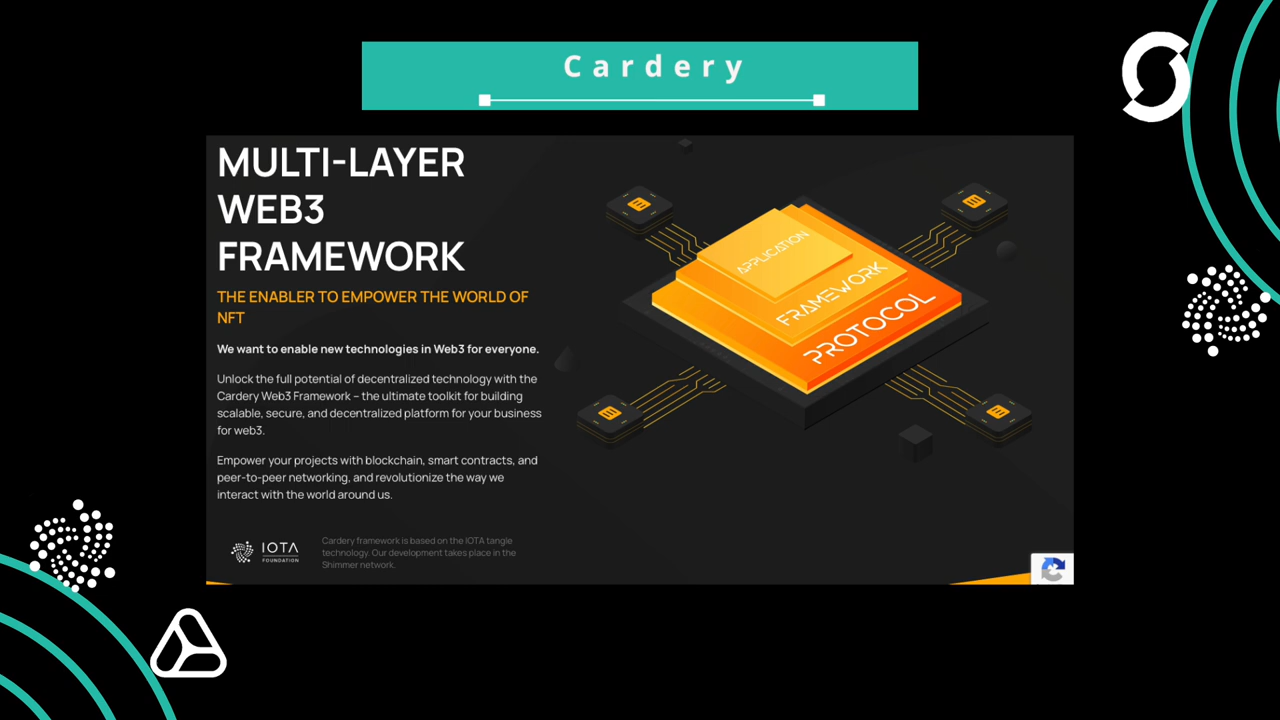 Cardery
MULTI-LAYER
WEB3
FRAMEWORK
THE ENABLER TO EMPOWER THE WORLD OF
NFT
We want to enable new technologies in Web3 for everyone.
Unlock the full potential of decentralized technology with the
Cardery Web3 Framework – the ultimate toolkit for building
scalable, secure, and decentralized platform for your business
for web3.
Empower your projects with blockchain, smart contracts, and
peer-to-peer networking, and revolutionize the way we
interact with the world around us.
IOTA
FOUNDATION
Cardery framework is based on the IOTA tangle
technology. Our development takes place in the
Shimmer network.
APPLICATION
FRAMEWORK
PROTOCOL